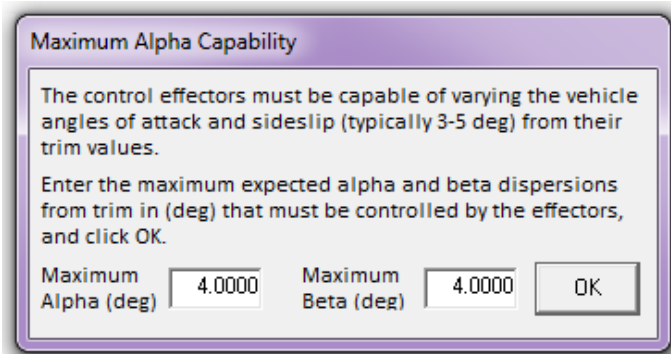 Maximum Alpha Capability
The control effectors must be capable of varying the vehicle
angles of attack and sideslip (typically 3-5 deg) from their
trim values.
Enter the maximum expected alpha and beta dispersions
from trim in (deg) that must be controlled by the effectors,
and click OK.
Maximum
Alpha (deg) 4.0000
Maximum
Beta (deg) 4.0000
OK